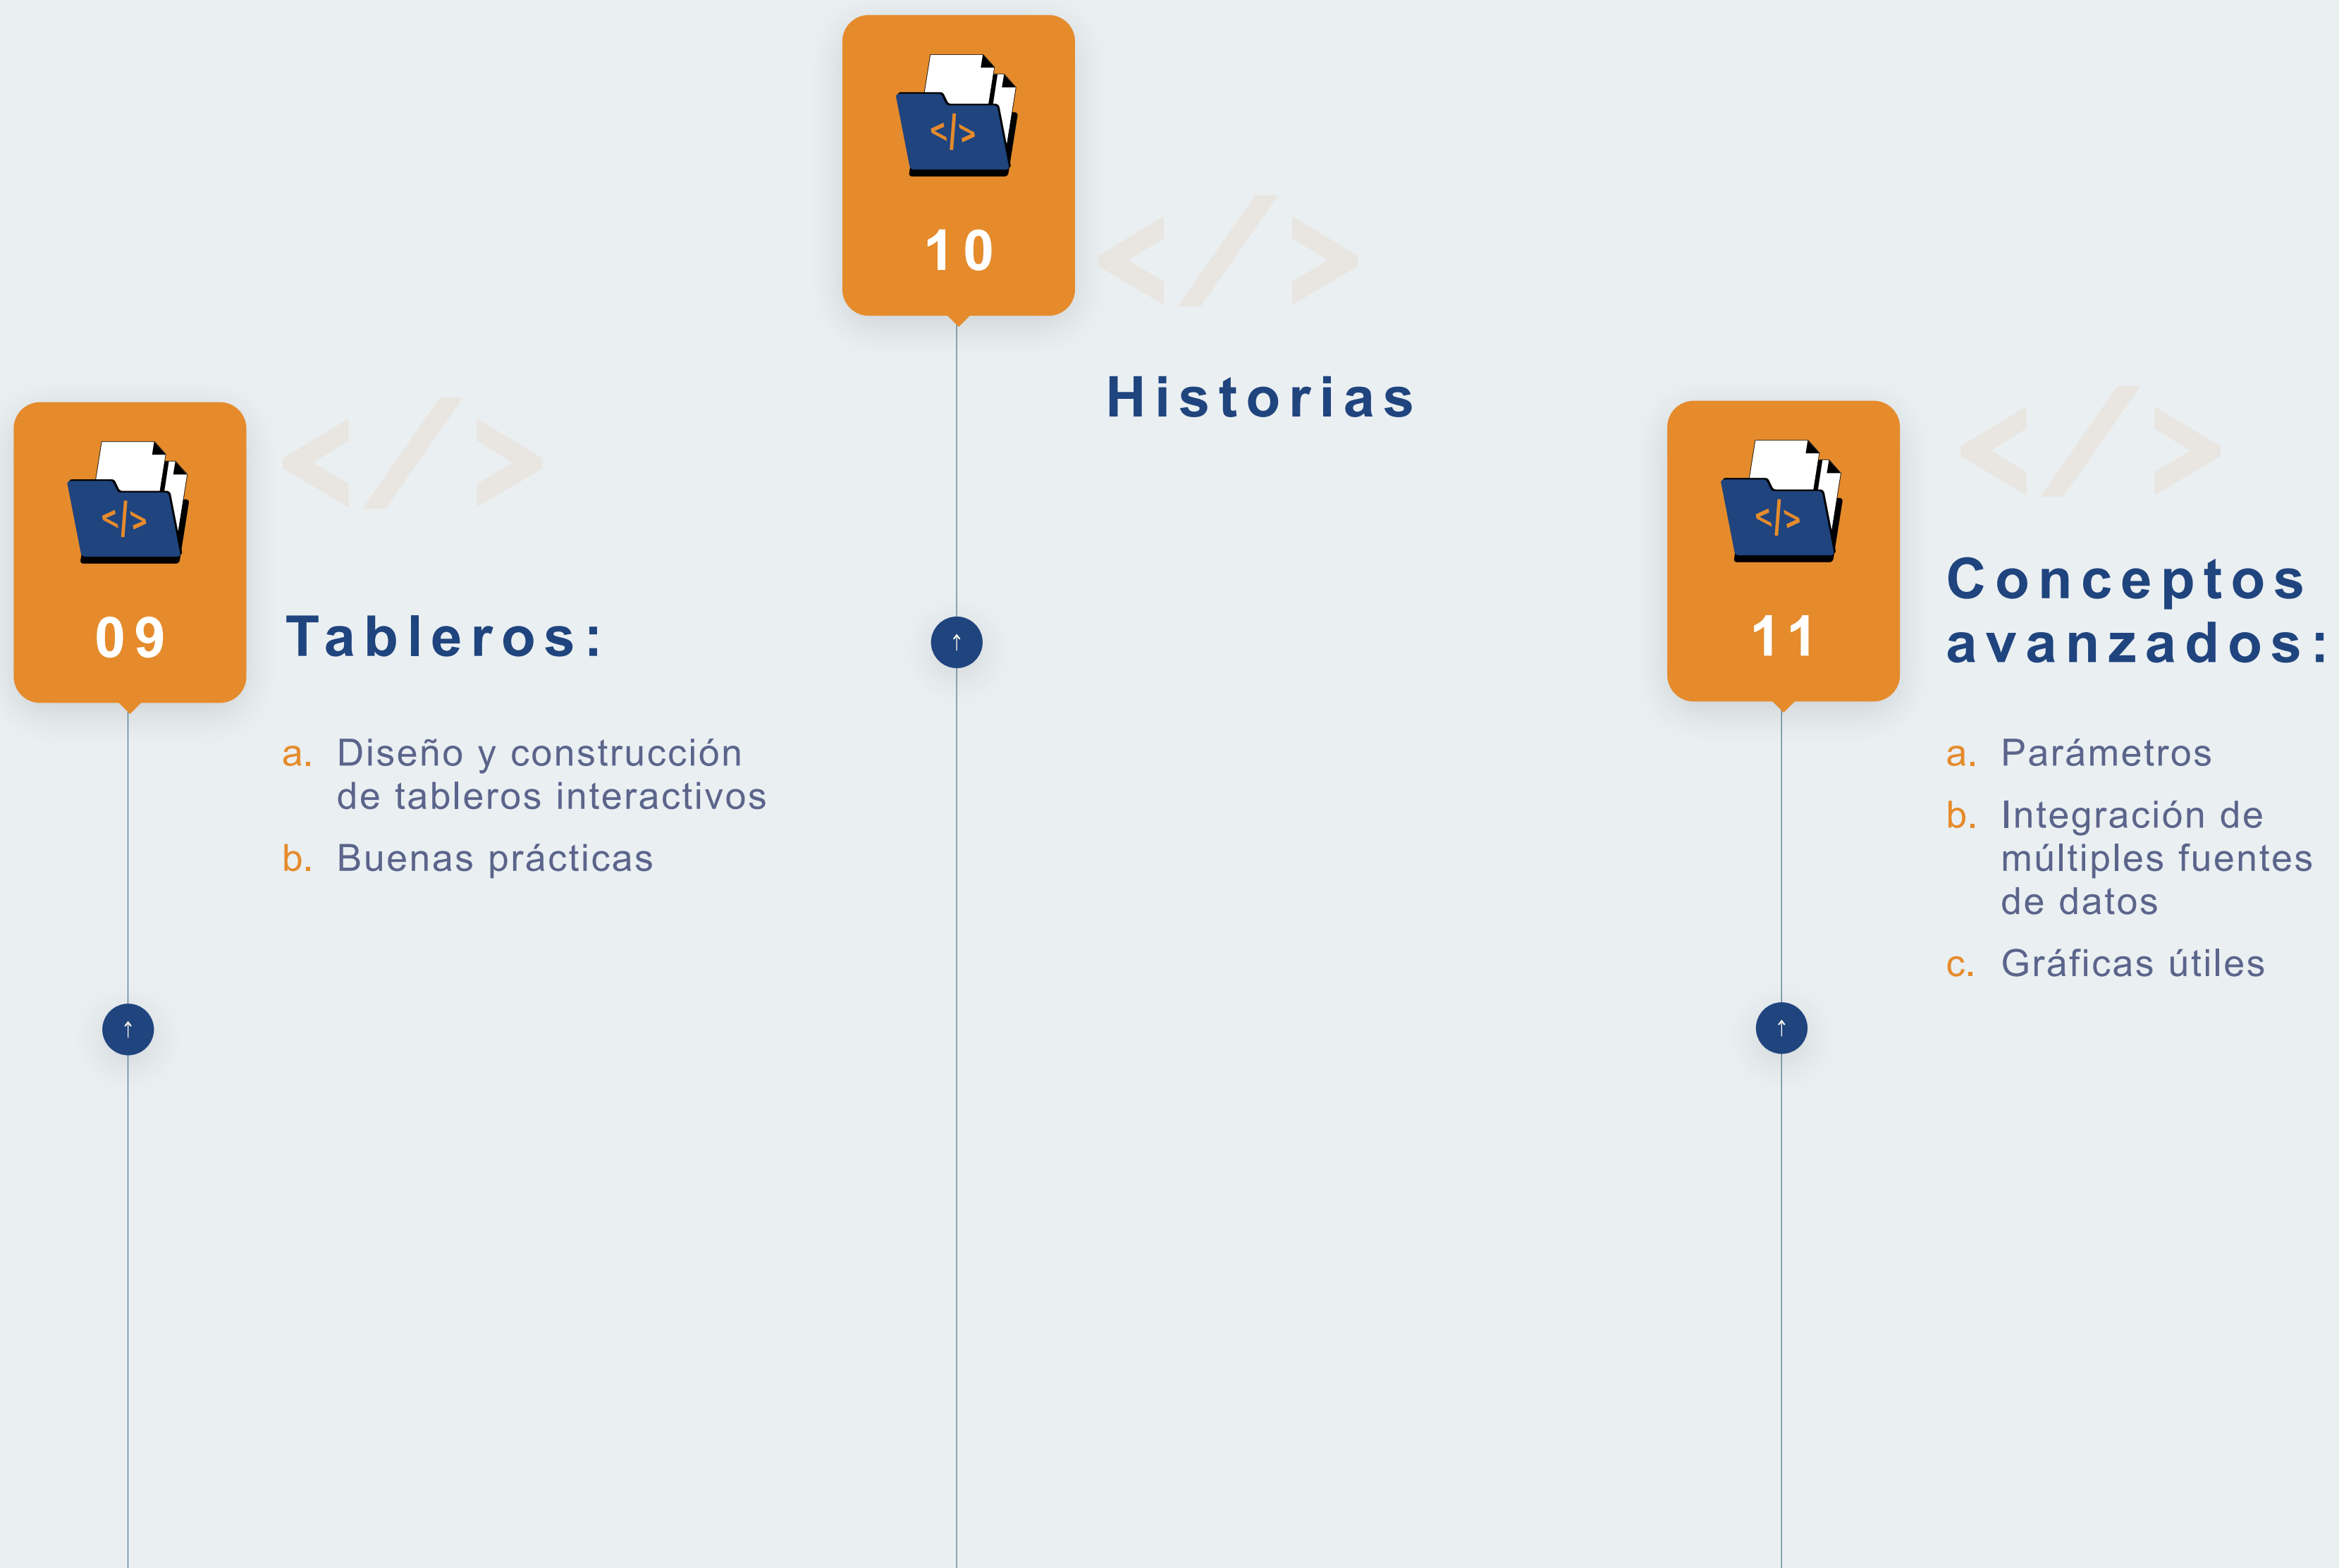 </>
09
</>
Tableros:
a. Diseño y construcción
de tableros interactivos
b. Buenas prácticas
↑
</>
10
</>
Historias
↑
</>
11
</>
Conceptos
avanzados:
a. Parámetros
b. Integración de
múltiples fuentes
de datos
c. Gráficas útiles
↑